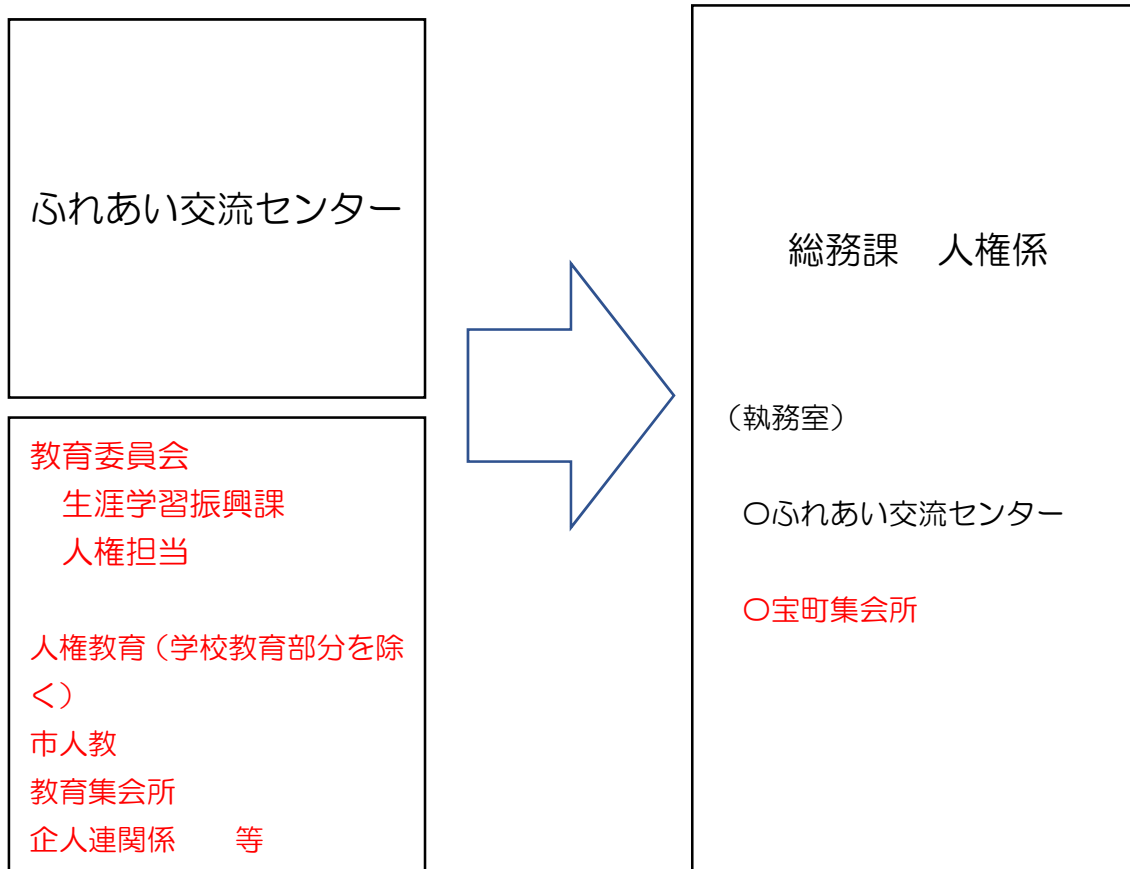 ふれあい交流センター
教育委員会
生涯学習振興課
人権担当
人権教育（学校教育部分を除
く）
市人教
教育集会所
企人連関係　　等
総務課　人権係
（執務室）
〇ふれあい交流センター
〇宝町集会所